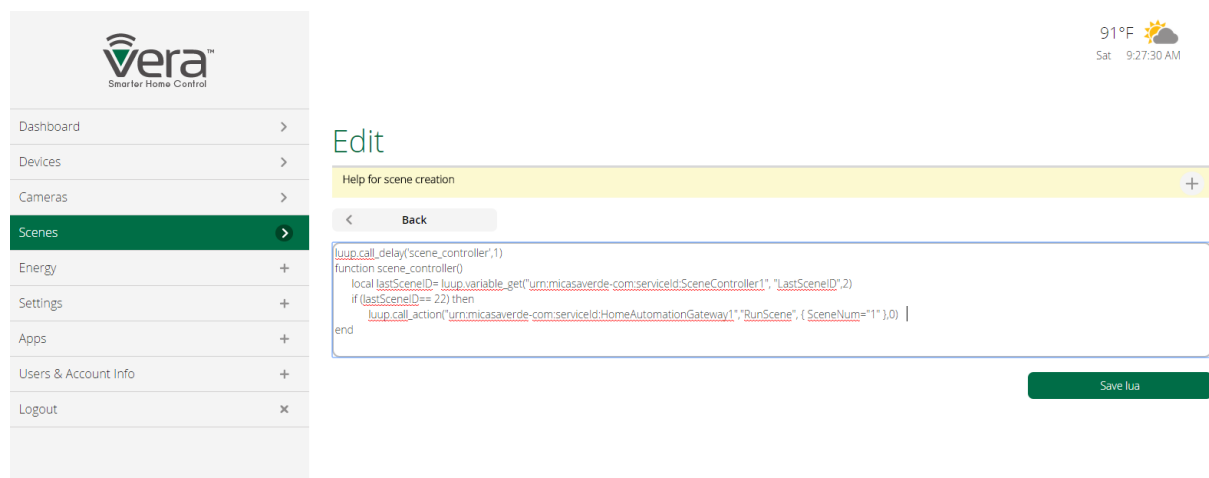 vera™
Smarter Home Control
91°F
Sat 9:27:30 AM
Dashboard
Devices
Cameras
Scenes
Energy
Settings
Apps
Users & Account Info
Logout
Edit
Help for scene creation
Back
luup.call_delay('scene_controller',1)
function scene_controller()
local lastSceneID= luup.variable_get("urn:micasaverde-com:serviceId:SceneController1", "LastSceneID",2)
if (lastSceneID== 22) then
luup.call_action("urn:micasaverde-com:serviceId:HomeAutomationGateway1","RunScene", { SceneNum="1" },0)
end
Save lua